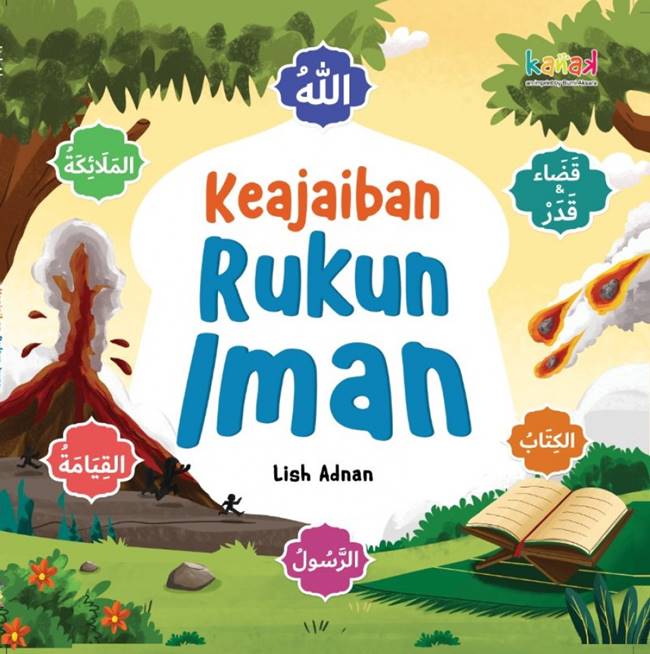 اللّٰهُ
kanak
an imprint by Bumi Aksara
المَلَائِكَةُ
قَضَاء
&
قَدَرْ
Keajaiban
Rukun
Iman
الكِتَابُ
القِيَامَةُ
Lish Adnan
الرَّسُولُ